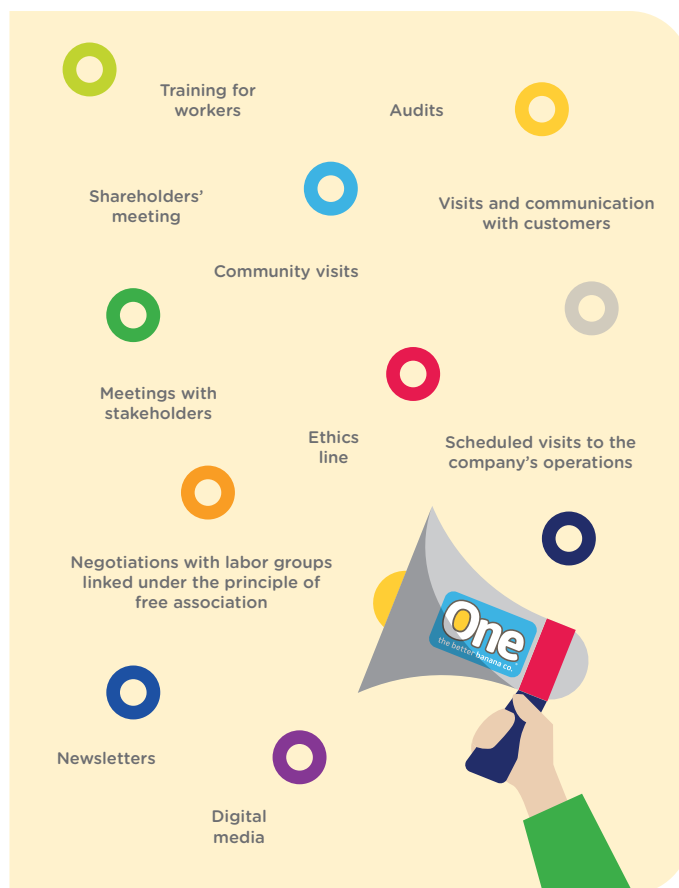 Training for
workers
Audits
Shareholders’
meeting
Visits and communication
with customers
Community visits
Meetings with
stakeholders
Ethics
line
Scheduled visits to the
company’s operations
Negotiations with labor groups
linked under the principle of
free association
One
the better banana co.
Newsletters
Digital
media